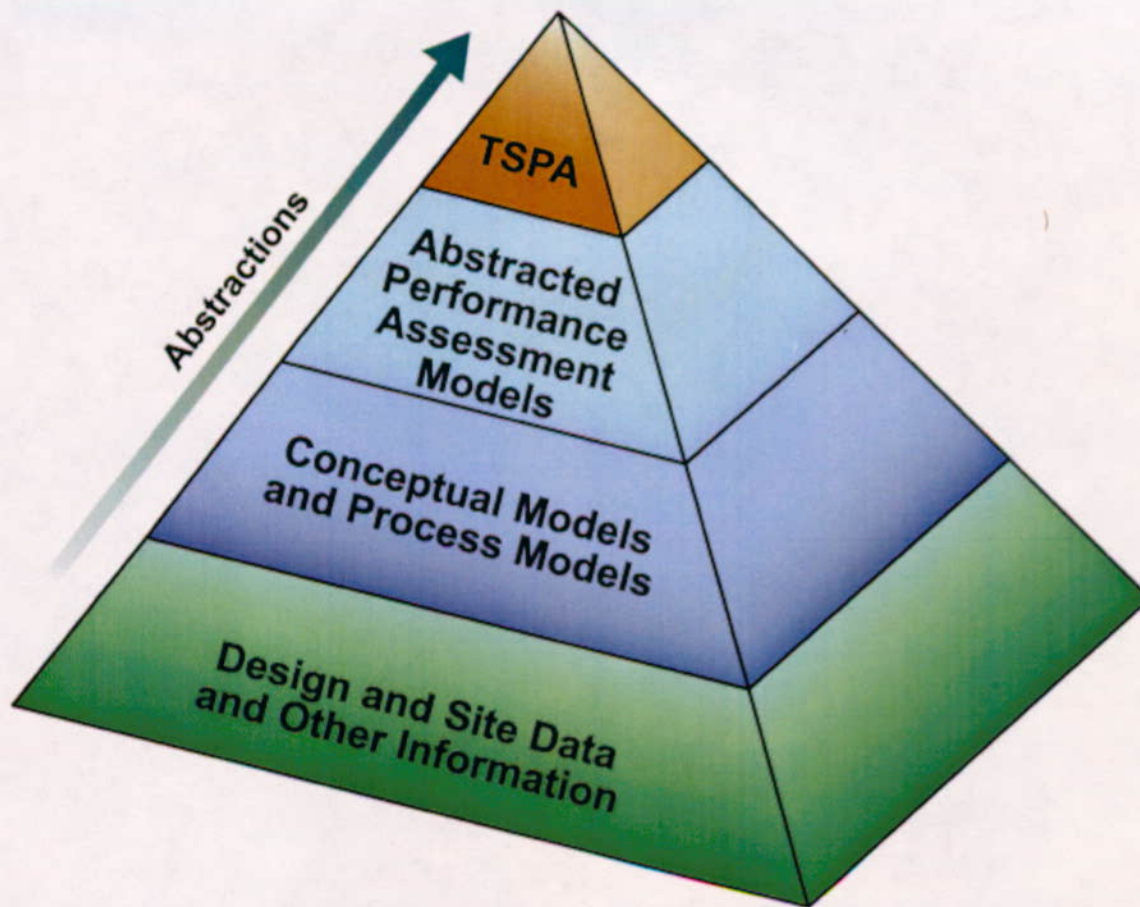 Abstractions
TSPA
Abstracted
Performance
Assessment
Models
Conceptual Models
and Process Models
Design and Site Data
and Other Information